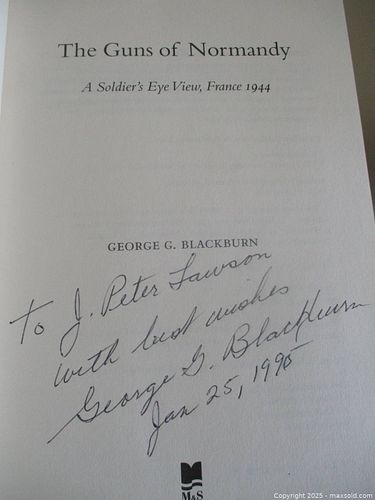 The Guns of Normandy
A Soldier's Eye View, France 1944
GEORGE G. BLACKBURN
To J. Peter Lawson
with best wishes
George G. Blackburn
Jan 25, 1995
M&S
Copyright 2025 - maxsold.com